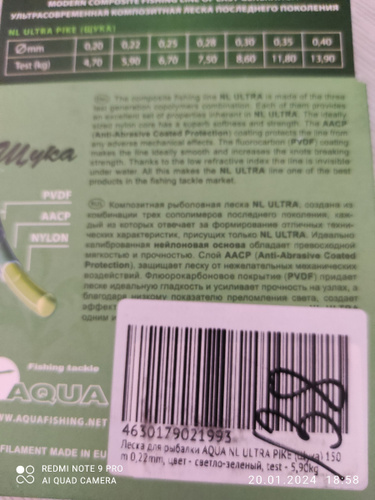 MODERN COMPOSITE FISHING LINE OF LAST GENERATION
УЛЬТРАСОВРЕМЕННАЯ КОМПОЗИТНАЯ ЛЕСКА ПОСЛЕДНЕГО ПОКОЛЕНИЯ
NL ULTRA PIKE (ЩУКА)
Ømm 0,20 0,22 0,25 0,28 0,30 0,35 0,40
Test (kg) 4,70 5,90 6,70 7,50 8,60 11,80 13,90
The composite fishing line NL ULTRA is made of the three
last generation copolymers combination. Each of them provides
an excellent set of properties inherent in NL ULTRA. The ideally
sized nylon core has a superb softness and strength. The AACP
(Anti-Abrasive Coated Protection) coating protects the line from
any adverse mechanical effects. The fluorocarbon (PVDF) coating
makes the line ideally smooth and increases the knots breaking
strength. Thanks to the low refractive index the line is invisible
under water. All this makes the NL ULTRA line one of the best
products in the fishing tackle market.
Щука
PVDF
AACP
NYLON
Композитная рыболовная леска NL ULTRA, создана из
комбинации трех сополимеров последнего поколения, каж-
дый из которых отвечает за формирование отличных техни-
ческих характеристик, присущих только NL ULTRA. Идеально
калиброванная нейлоновая основа обладает превосходной
мягкостью и прочностью. Слой AACP (Anti-Abrasive Coated
Protection), защищает леску от нежелательных механических
воздействий. Флюорокарбоновое покрытие (PVDF) придает
леске идеальную гладкость и усиливает прочность на узлах, а
благодаря низкому показателю преломления света, создает
одним и
Fishing tackle
AQUA
WWW.AQUAFISHING.NET
FILAMENT MADE IN EU
4630179021993
Леска для рыбалки AQUA NL ULTRA PIKE (Щука) 150
m 0,22mm, цвет - светло-зеленый, test - 5,90kg
38
REDMI NOTE 9 PRO
AI QUAD CAMERA
20.01.2024 18:58